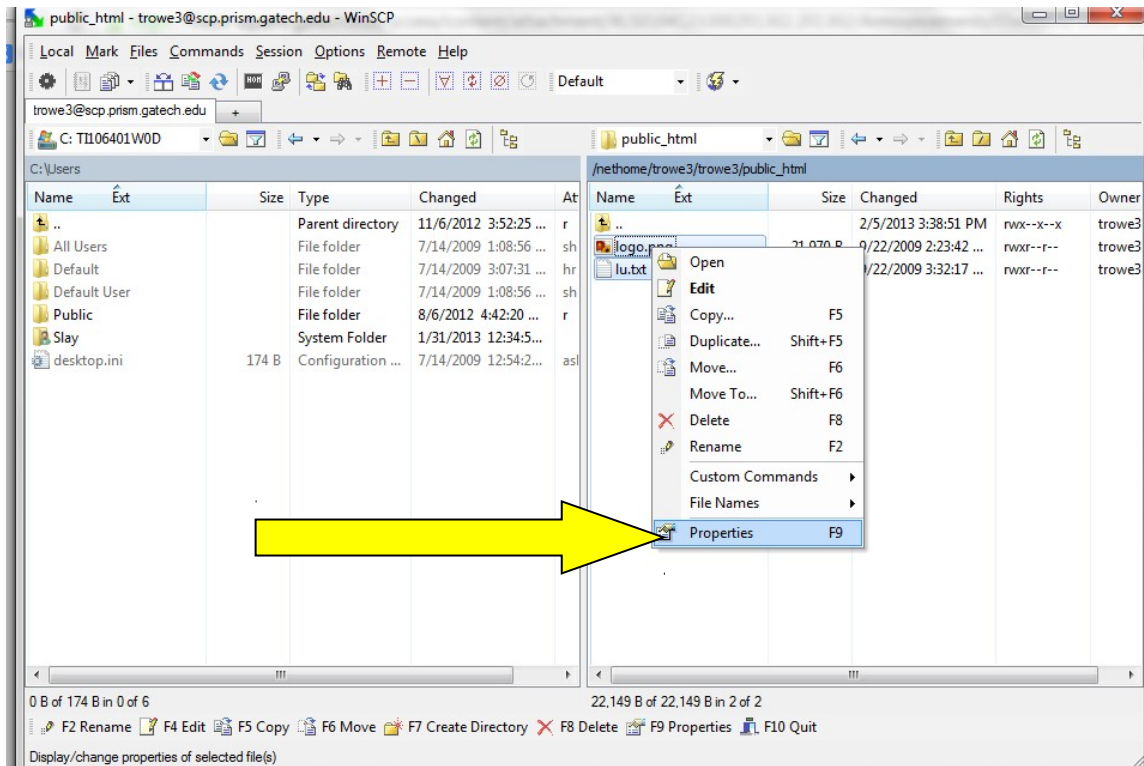 public_html - trowe3@scp.prism.gatech.edu - WinSCP
Local Mark Files Commands Session Options Remote Help
Default
trowe3@scp.prism.gatech.edu +
C: TI106401W0D
public_html
C:\Users
/nethome/trowe3/trowe3/public_html
Name Ext Size Type Changed At
Name Ext Size Changed Rights Owner
.. Parent directory 11/6/2012 3:52:25 ... r
.. 2/5/2013 3:38:51 PM rwx--x--x trowe3
All Users File folder 7/14/2009 1:08:56 ... sh
logo.png 21,970 B 9/22/2009 2:23:42 ... rwxr--r-- trowe3
Default File folder 7/14/2009 3:07:31 ... hr
lu.txt /22/2009 3:32:17 ... rwxr--r-- trowe3
Default User File folder 7/14/2009 1:08:56 ... sh
Public File folder 8/6/2012 4:42:20 ... r
Slay System Folder 1/31/2013 12:34:5...
desktop.ini 174 B Configuration ... 7/14/2009 12:54:2... asl
Open
Edit
Copy... F5
Duplicate... Shift+F5
Move... F6
Move To... Shift+F6
Delete F8
Rename F2
Custom Commands
File Names
Properties F9
0 B of 174 B in 0 of 6
22,149 B of 22,149 B in 2 of 2
F2 Rename F4 Edit F5 Copy F6 Move F7 Create Directory F8 Delete F9 Properties F10 Quit
Display/change properties of selected file(s)